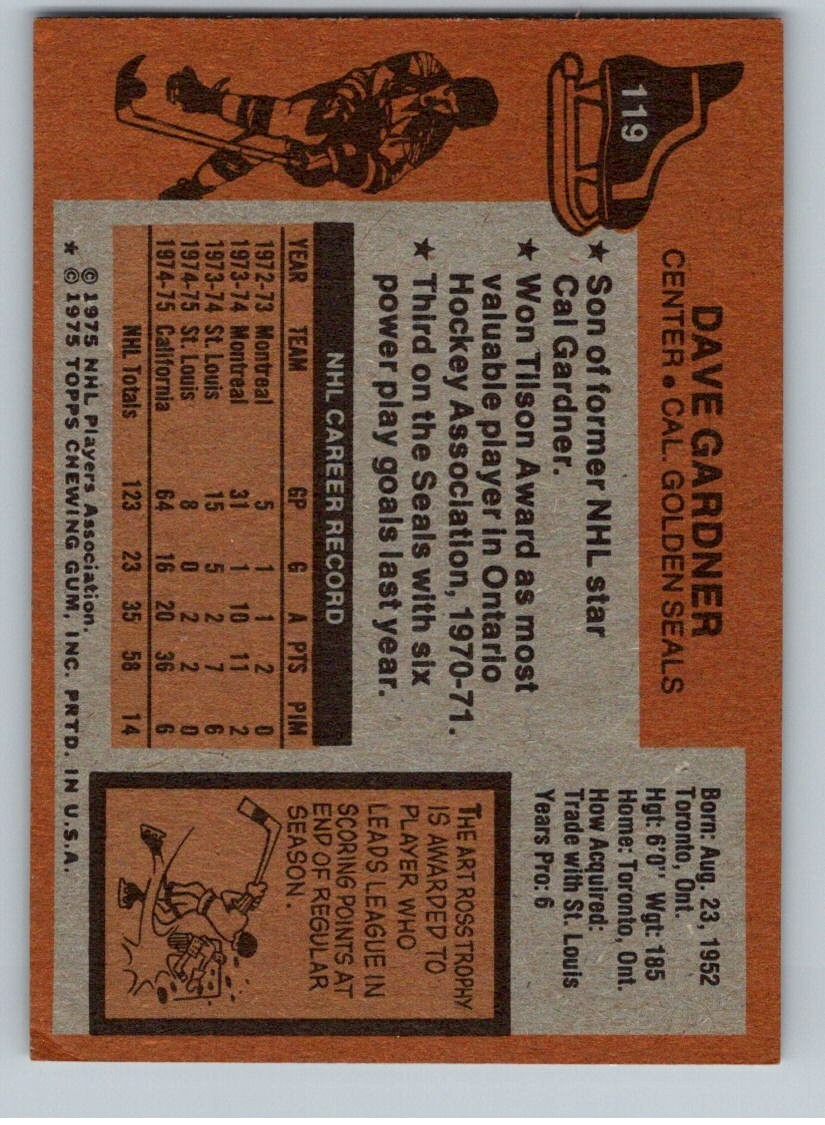 119
DAVE GARDNER
CENTER • CAL. GOLDEN SEALS
★ Son of former NHL star
Cal Gardner.
★ Won Tilson Award as most
valuable player in Ontario
Hockey Association, 1970-71.
★ Third on the Seals with six
power play goals last year.
Born: Aug. 23, 1952
Toronto, Ont.
Hgt: 6'0" Wgt: 185
Home: Toronto, Ont.
How Acquired:
Trade with St. Louis
Years Pro: 6
NHL CAREER RECORD
YEAR TEAM GP G A PTS PIM
1972-73 Montreal 5 1 1 2 0
1973-74 Montreal 31 1 10 11 2
1973-74 St. Louis 15 5 2 7 6
1974-75 St. Louis 8 0 2 2 0
1974-75 California 64 16 20 36 6
NHL Totals 123 23 35 58 14
THE ART ROSS TROPHY
IS AWARDED TO
PLAYER WHO
LEADS LEAGUE IN
SCORING POINTS AT
END OF REGULAR
SEASON.
© 1975 NHL Players Association.
★ © 1975 TOPPS CHEWING GUM, INC. PRTD. IN U.S.A.